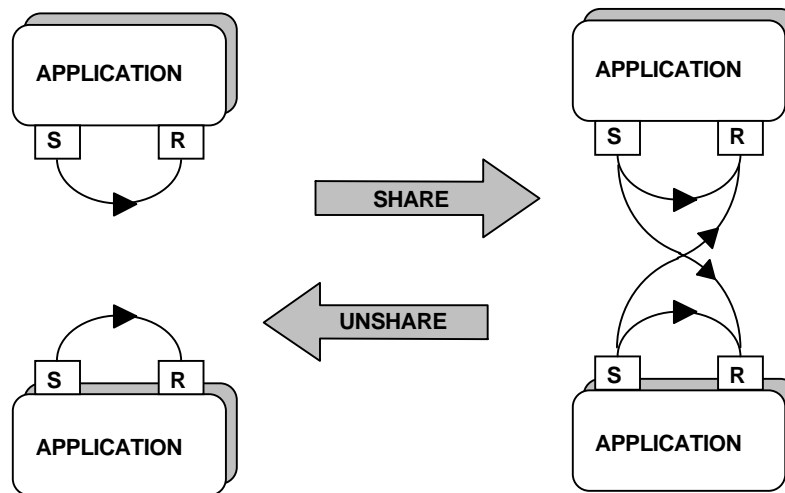 APPLICATION
S R
APPLICATION
S R
SHARE
UNSHARE
S R
APPLICATION
S R
APPLICATION